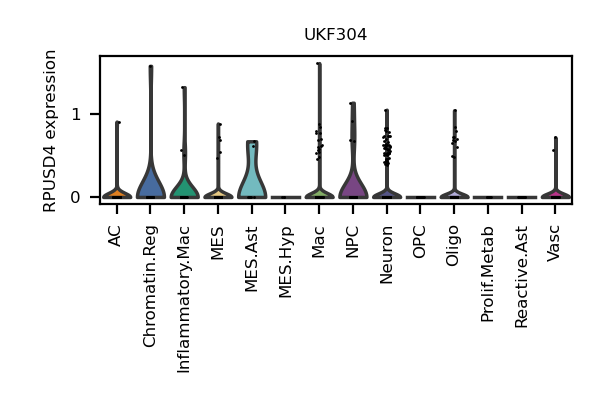 UKF304
RPUSD4 expression
1
0
AC
Chromatin.Reg
Inflammatory.Mac
MES
MES.Ast
MES.Hyp
Mac
NPC
Neuron
OPC
Oligo
Prolif.Metab
Reactive.Ast
Vasc